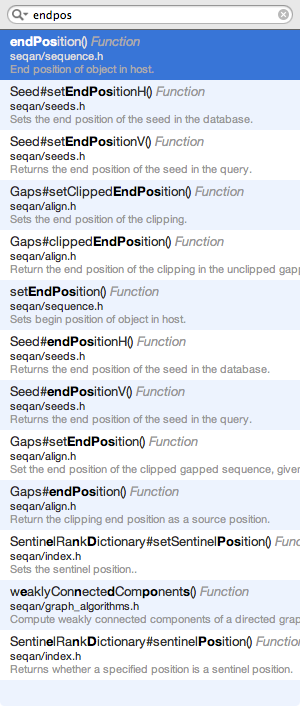 endpos
endPosition() Function
seqan/sequence.h
End position of object in host.
Seed#setEndPositionH() Function
seqan/seeds.h
Sets the end position of the seed in the database.
Seed#setEndPositionV() Function
seqan/seeds.h
Returns the end position of the seed in the query.
Gaps#setClippedEndPosition() Function
seqan/align.h
Sets the end position of the clipping.
Gaps#clippedEndPosition() Function
seqan/align.h
Return the end position of the clipping in the unclipped gapp
setEndPosition() Function
seqan/sequence.h
Sets begin position of object in host.
Seed#endPositionH() Function
seqan/seeds.h
Returns the end position of the seed in the database.
Seed#endPositionV() Function
seqan/seeds.h
Returns the end position of the seed in the query.
Gaps#setEndPosition() Function
seqan/align.h
Set the end position of the clipped gapped sequence, given
Gaps#endPosition() Function
seqan/align.h
Return the clipping end position as a source position.
SentinelRankDictionary#setSentinelPosition() Func
seqan/index.h
Sets the sentinel position..
weaklyConnectedComponents() Function
seqan/graph_algorithms.h
Compute weakly connected components of a directed grap
SentinelRankDictionary#sentinelPosition() Functio
seqan/index.h
Returns whether a specified position is a sentinel position.